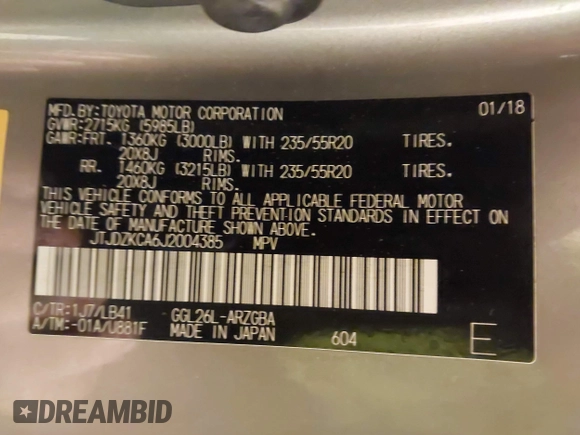 MFD.BY:TOYOTA MOTOR CORPORATION 01/18
GVWR:2715KG (5985LB)
GAWR:FRT. 1360KG (3000LB) WITH 235/55R20 TIRES.
20X8J RIMS.
RR. 1460KG (3215LB) WITH 235/55R20 TIRES.
20X8J RIMS.
THIS VEHICLE CONFORMS TO ALL APPLICABLE FEDERAL MOTOR
VEHICLE SAFETY AND THEFT PREVENTION STANDARDS IN EFFECT ON
THE DATE OF MANUFACTURE SHOWN ABOVE.
JTJDZKCA6J2004385 MPV
C/TR:1J7/LB41 GGL26L-ARZGBA
A/TM:-01A/U881F MADE IN JAPAN 604 E
DREAMBID